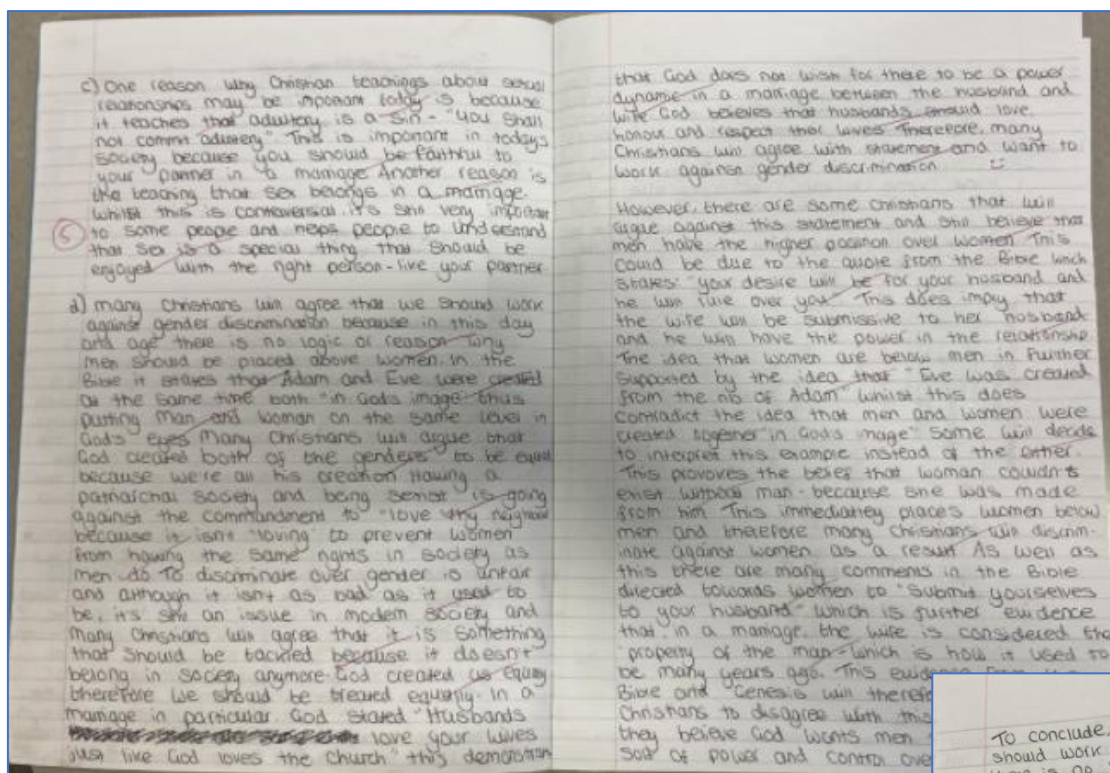 c) One reason why Christian teachings about sexual
relationships may be important today is because
it teaches that adultery is a sin - "You shall
not commit adultery" This is important in todays
society because you should be faithful to
your partner in a marriage Another reason is
the teaching that sex belongs in a marriage.
whilst this is controversial, it's still very important
5
to some people and helps people to understand
that sex is a special thing that should be
enjoyed with the right person - like your partner
d) many Christians will agree that we should work
against gender discrimination because in this day
and age there is no logic or reason why
men should be placed above women. In the
Bible it states that Adam and Eve were created
at the same time both "in Gods image" thus
putting man and woman on the same level in
God's eyes Many Christians will argue that
God created both of the genders to be equal
because we're all his creation Having a
patriarchal society and being sexist is going
against the commandment to "love thy
because it isn't "loving" to prevent women
from having the same rights in society as
men do To discriminate over gender is unfair
and although it isn't as bad as it used to
be, it's still an issue in modern society and
many Christians will agree that it is something
that should be tackled because it doesn't
belong in society anymore God created us equally
therefore we should be treated equally. In a
marriage in particular, God stated "Husbands
love your wives
just like God loves the Church" this
that God does not wish for there to be a power
dynamic in a marriage between the husband and
wife God believes that husbands should love,
honour and respect their wives Therefore, many
Christians will agree with statement and want to
work against gender discrimination
However, there are some Christians that will
argue against this statement and still believe that
men have the higher position over women This
could be due to the quote from the Bible which
states: "your desire will be for your husband and
he will rule over you" This does imply that
the wife will be submissive to her husband
and he will have the power in the relationship
The idea that women are below men in further
supported by the idea that "Eve was created
from the rib of Adam" whilst this does
contradict the idea that men and women were
created together "in God's image" some will decide
to interpret this example instead of the other.
This the belief that woman
exist without man - because she was made
from him This places women below
men and therefore many Christians will discrim-
inate against women as a result As well as
this there are many comments in the Bible
directed towards women to "submit yourselves
to your husband" which is further evidence
that, in a marriage, the wife is considered the
property of the man - which is how it used to
be many years ago. This
Bible and Genesis will
Christians to disagree with this
they believe God wants men
sort of power and control over
To conclude,
should work